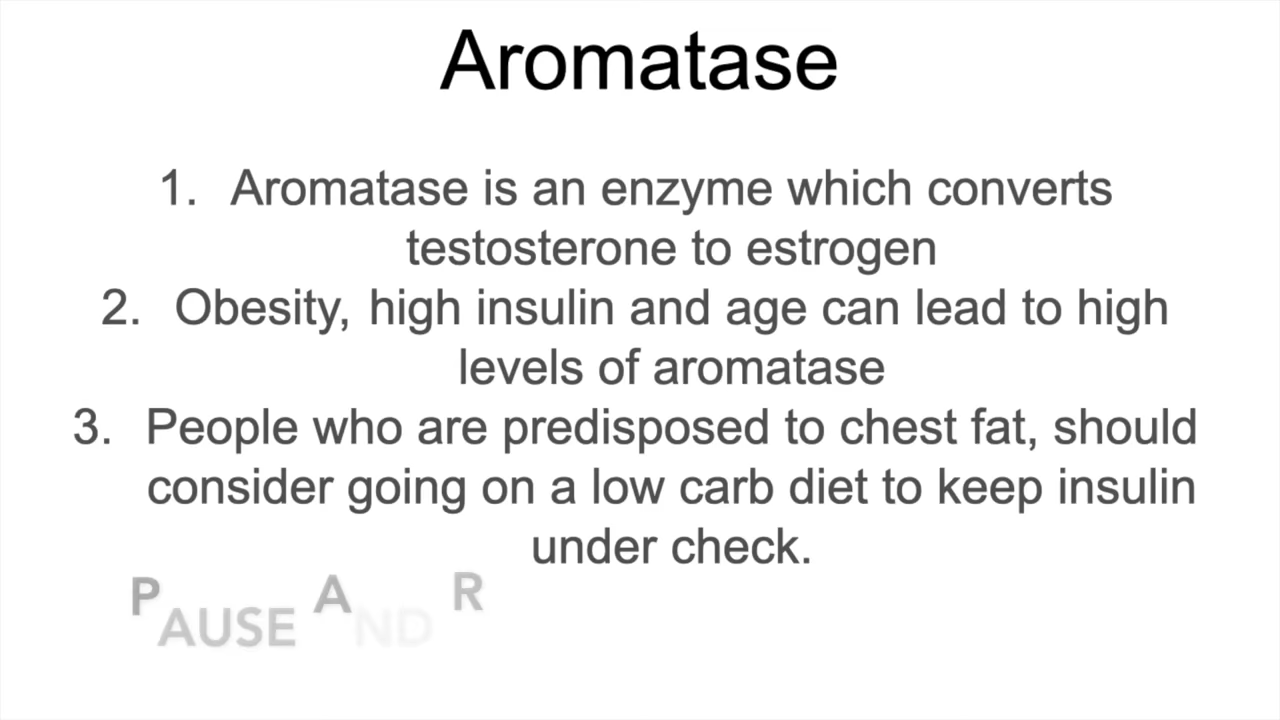 Aromatase
1. Aromatase is an enzyme which converts
testosterone to estrogen
2. Obesity, high insulin and age can lead to high
levels of aromatase
3. People who are predisposed to chest fat, should
consider going on a low carb diet to keep insulin
under check.
PAUSE AND R